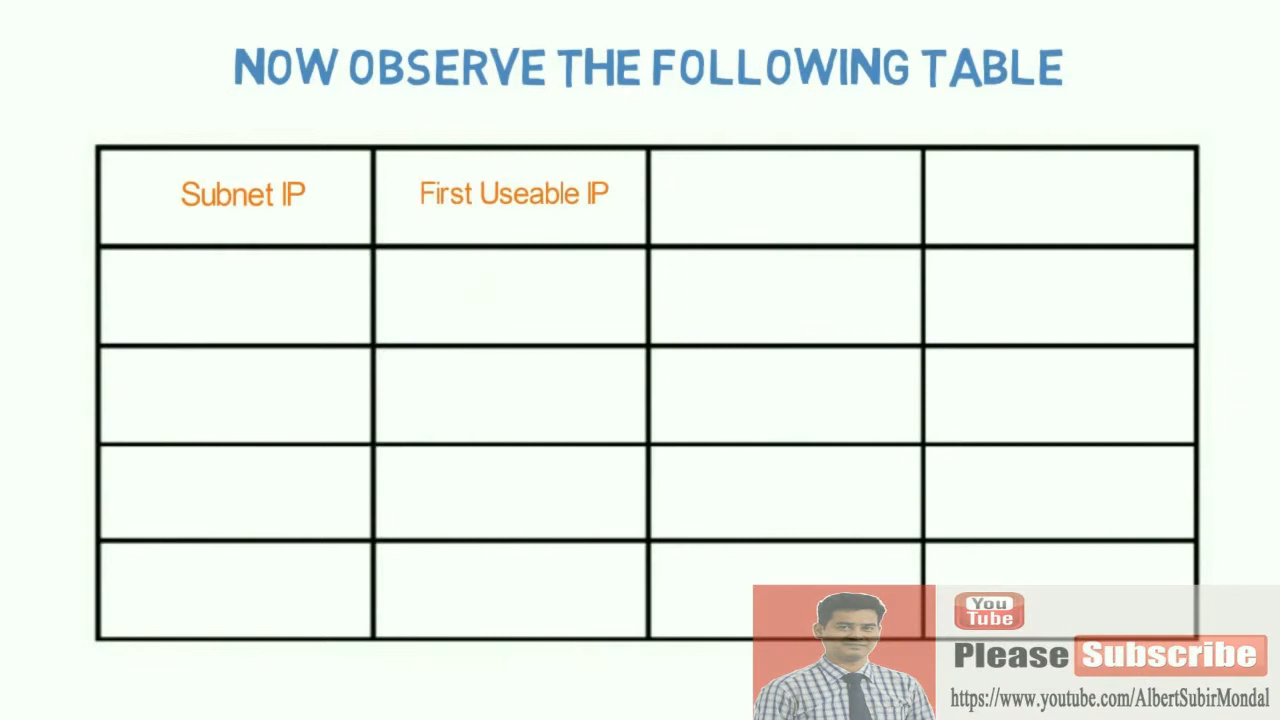 NOW OBSERVE THE FOLLOWING TABLE
Subnet IP
First Useable IP
You
Tube
Please Subscribe
https://www.youtube.com/AlbertSubirMondal